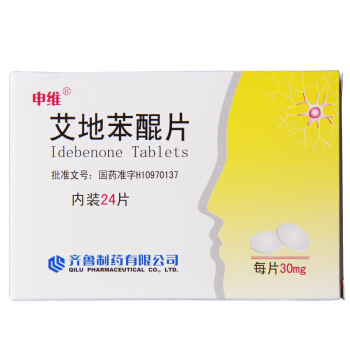 申维®
艾地苯醌片
Idebenone Tablets
批准文号：国药准字H10970137
内装24片
齐鲁制药有限公司
QILU PHARMACEUTICAL CO., LTD.
每片30mg